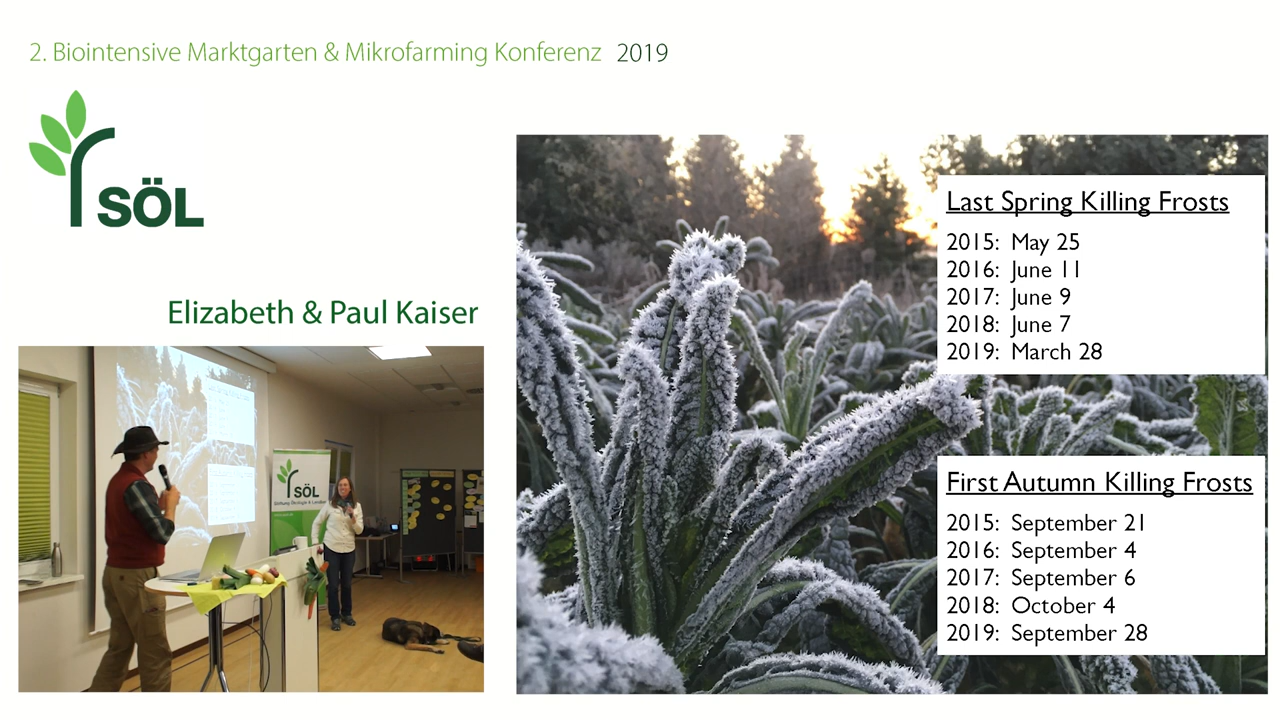 2. Biointensive Marktgarten & Mikrofarming Konferenz 2019
SÖL
Elizabeth & Paul Kaiser
SÖL
Last Spring Killing Frosts
2015: May 25
2016: June 11
2017: June 9
2018: June 7
2019: March 28
First Autumn Killing Frosts
2015: September 21
2016: September 4
2017: September 6
2018: October 4
2019: September 28